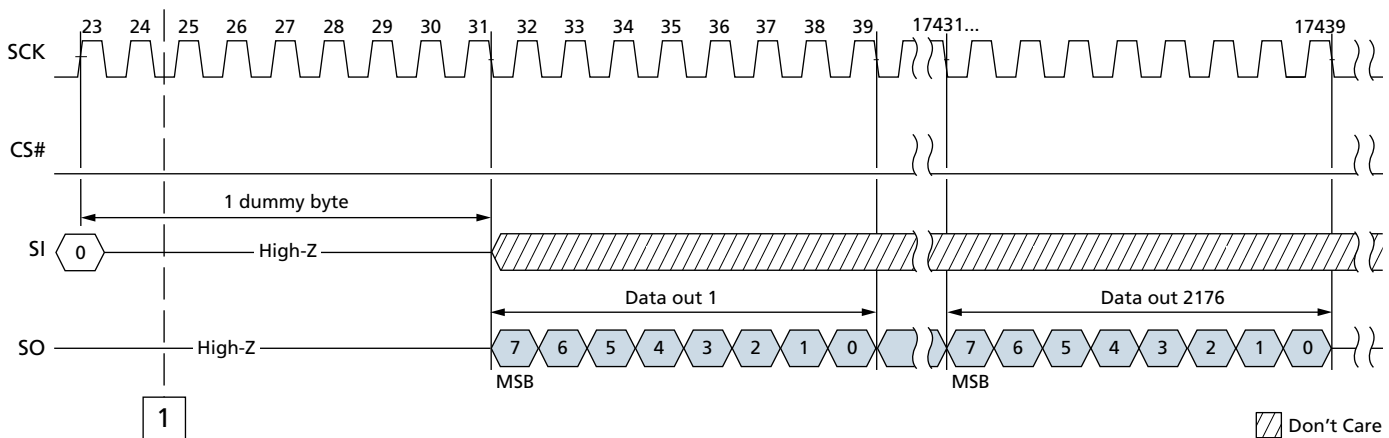 23 24 25 26 27 28 29 30 31 32 33 34 35 36 37 38 39 17431... 17439
SCK
CS#
1 dummy byte
SI 0 High-Z
Data out 1 Data out 2176
SO High-Z 7 6 5 4 3 2 1 0 7 6 5 4 3 2 1 0
MSB MSB
1
Don't Care